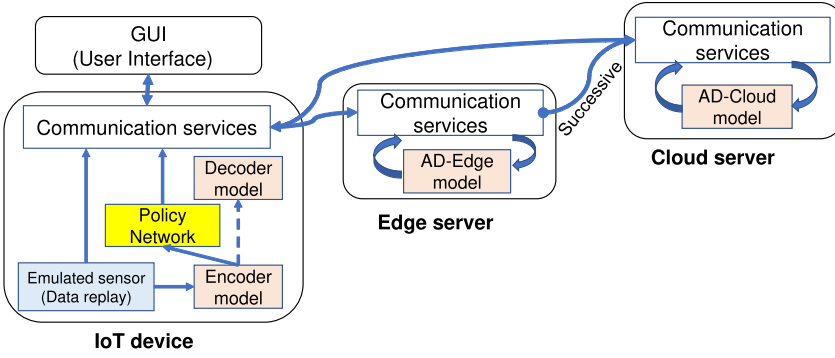 GUI
(User Interface)
Communication services
Decoder
model
Policy
Network
Emulated sensor
(Data replay)
Encoder
model
IoT device
Communication
services
AD-Edge
model
Edge server
Successive
Communication
services
AD-Cloud
model
Cloud server